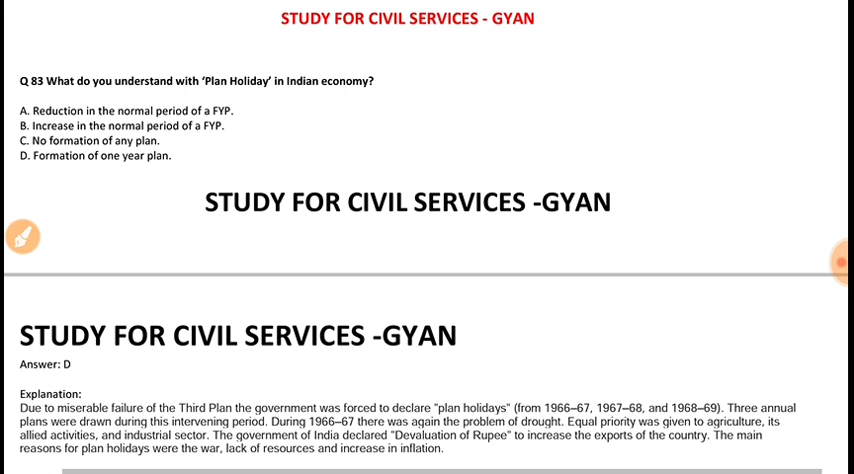 STUDY FOR CIVIL SERVICES - GYAN
Q 83 What do you understand with ‘Plan Holiday’ in Indian economy?
A. Reduction in the normal period of a FYP.
B. Increase in the normal period of a FYP.
C. No formation of any plan.
D. Formation of one year plan.
STUDY FOR CIVIL SERVICES -GYAN
STUDY FOR CIVIL SERVICES -GYAN
Answer: D
Explanation:
Due to miserable failure of the Third Plan the government was forced to declare "plan holidays" (from 1966–67, 1967–68, and 1968–69). Three annual
plans were drawn during this intervening period. During 1966–67 there was again the problem of drought. Equal priority was given to agriculture, its
allied activities, and industrial sector. The government of India declared "Devaluation of Rupee" to increase the exports of the country. The main
reasons for plan holidays were the war, lack of resources and increase in inflation.